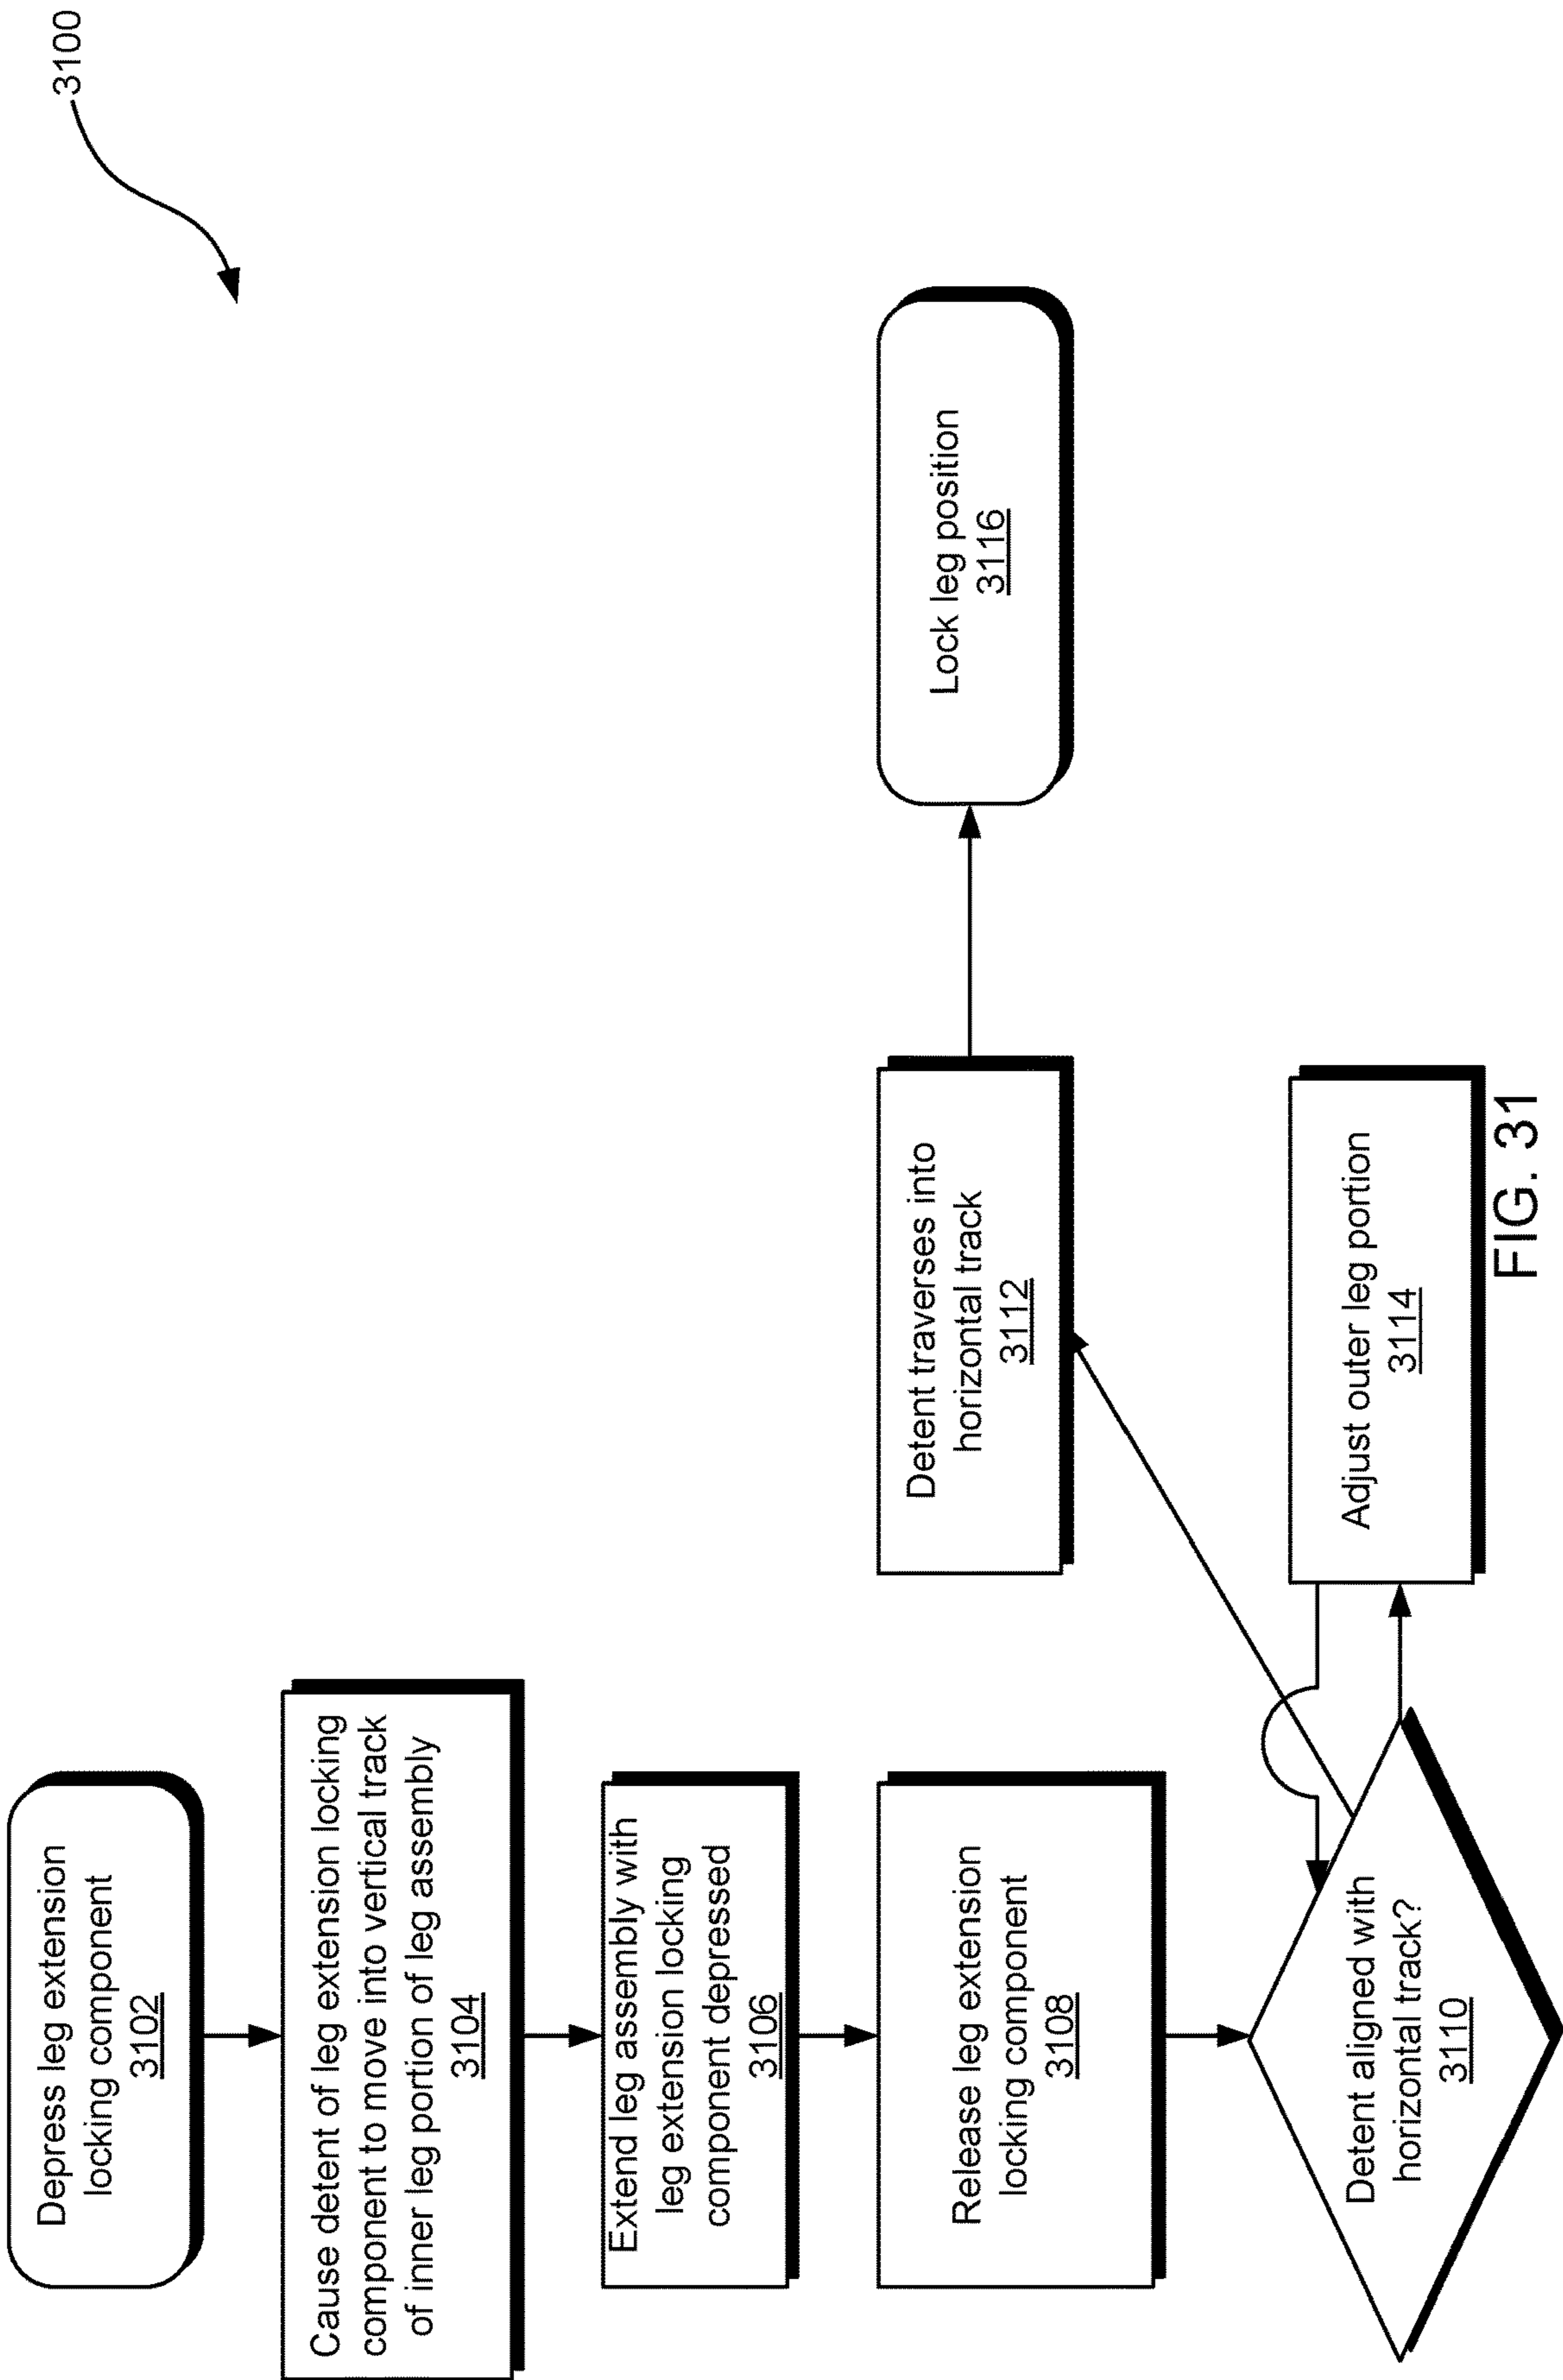 3100
Depress leg extension
locking component
3102
Cause detent of leg extension locking
component to move into vertical track
of inner leg portion of leg assembly
3104
Extend leg assembly with
leg extension locking
component depressed
3106
Release leg extension
locking component
3108
Detent aligned with
horizontal track?
3110
Detent traverses into
horizontal track
3112
Adjust outer leg portion
3114
Lock leg position
3116
FIG. 31